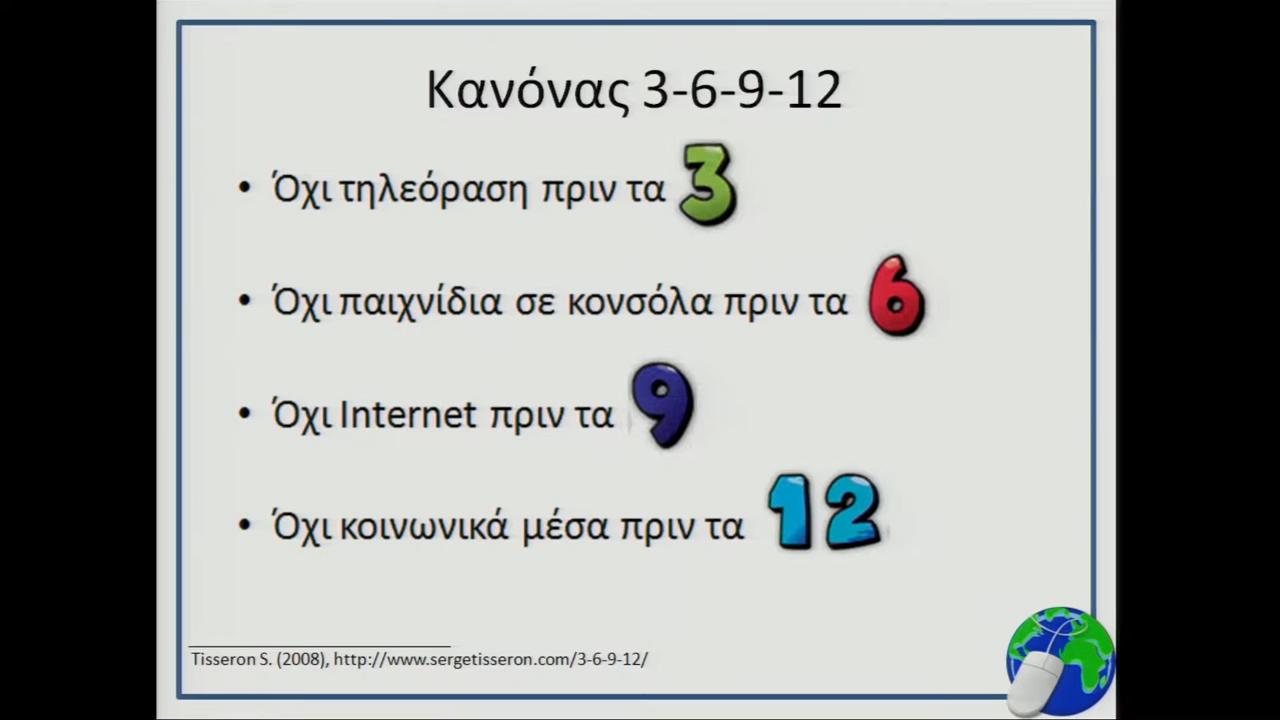 Κανόνας 3-6-9-12
• Όχι τηλεόραση πριν τα 3
• Όχι παιχνίδια σε κονσόλα πριν τα 6
• Όχι Internet πριν τα 9
• Όχι κοινωνικά μέσα πριν τα 12
Tisseron S. (2008), http://www.sergetisseron.com/3-6-9-12/